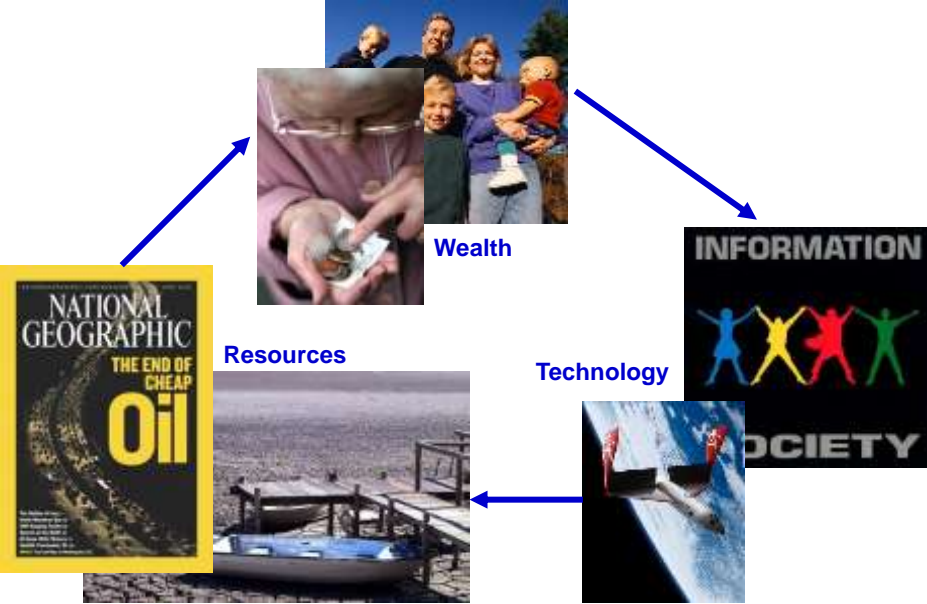 Wealth
INFORMATION
NATIONAL
GEOGRAPHIC
THE END OF
CHEAP
Oil
Resources
Technology
OCIETY